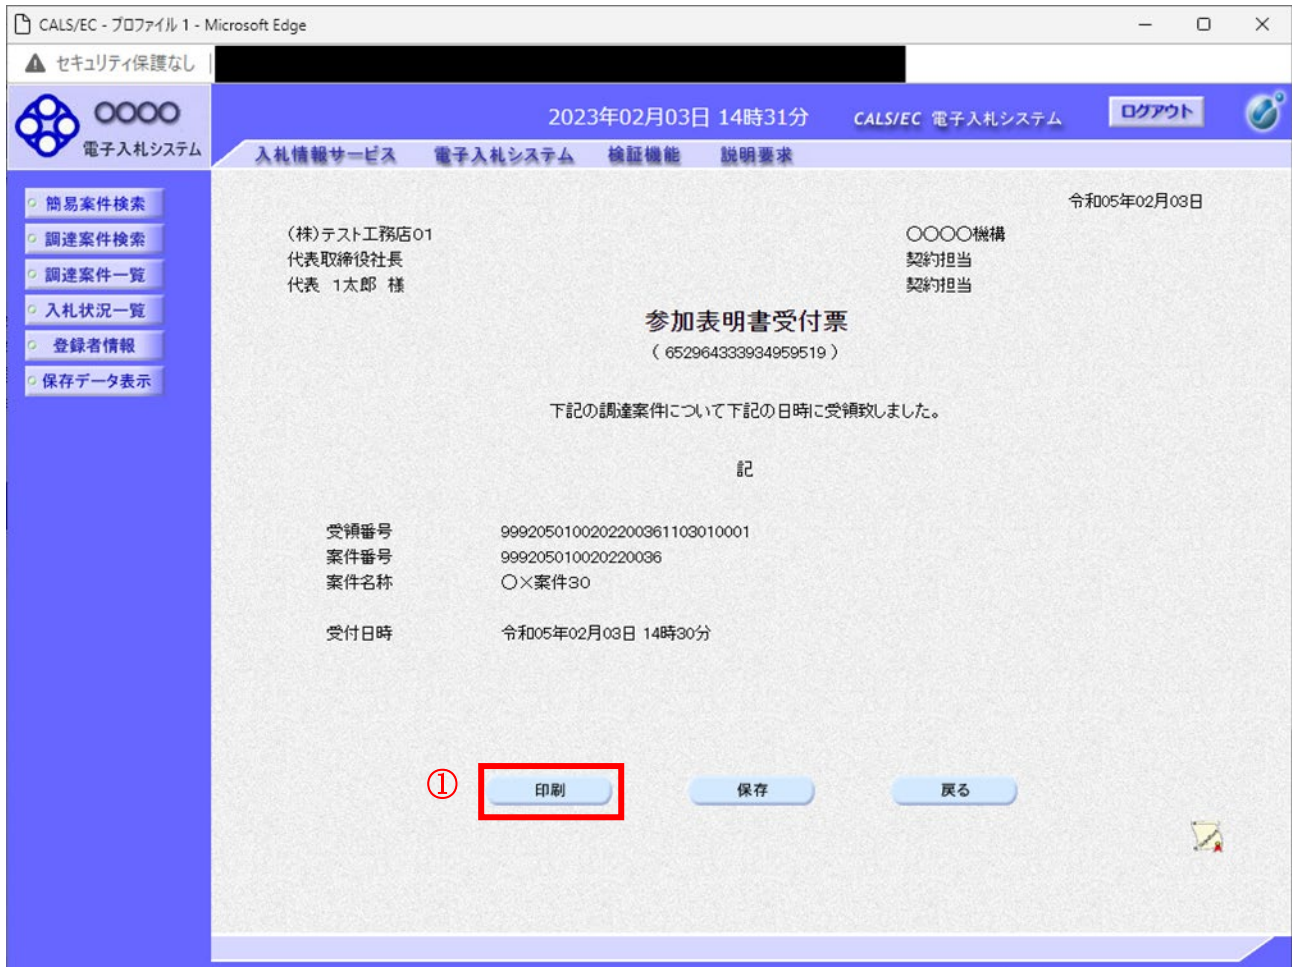 CALS/EC - プロファイル 1 - Microsoft Edge
セキュリティ保護なし
OOOO
電子入札システム
2023年02月03日 14時31分
CALS/EC 電子入札システム
ログアウト
入札情報サービス 電子入札システム 検証機能 説明要求
簡易案件検索
調達案件検索
調達案件一覧
入札状況一覧
登録者情報
保存データ表示
令和05年02月03日
(株)テスト工務店01
代表取締役社長
代表 1太郎 様
〇〇〇〇機構
契約担当
契約担当
参加表明書受付票
( 652964333934959519 )
下記の調達案件について下記の日時に受領致しました。
記
受領番号 9992050100202200361103010001
案件番号 999205010020220036
案件名称 〇×案件30
受付日時 令和05年02月03日 14時30分
① 印刷 保存 戻る